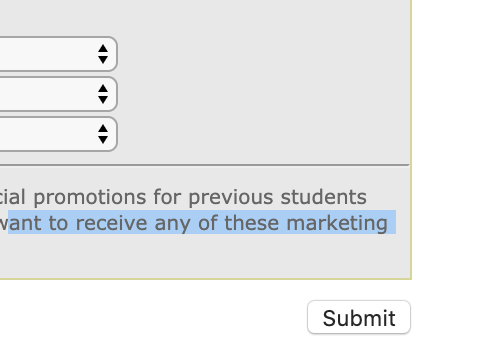 cial promotions for previous students
want to receive any of these marketing
Submit